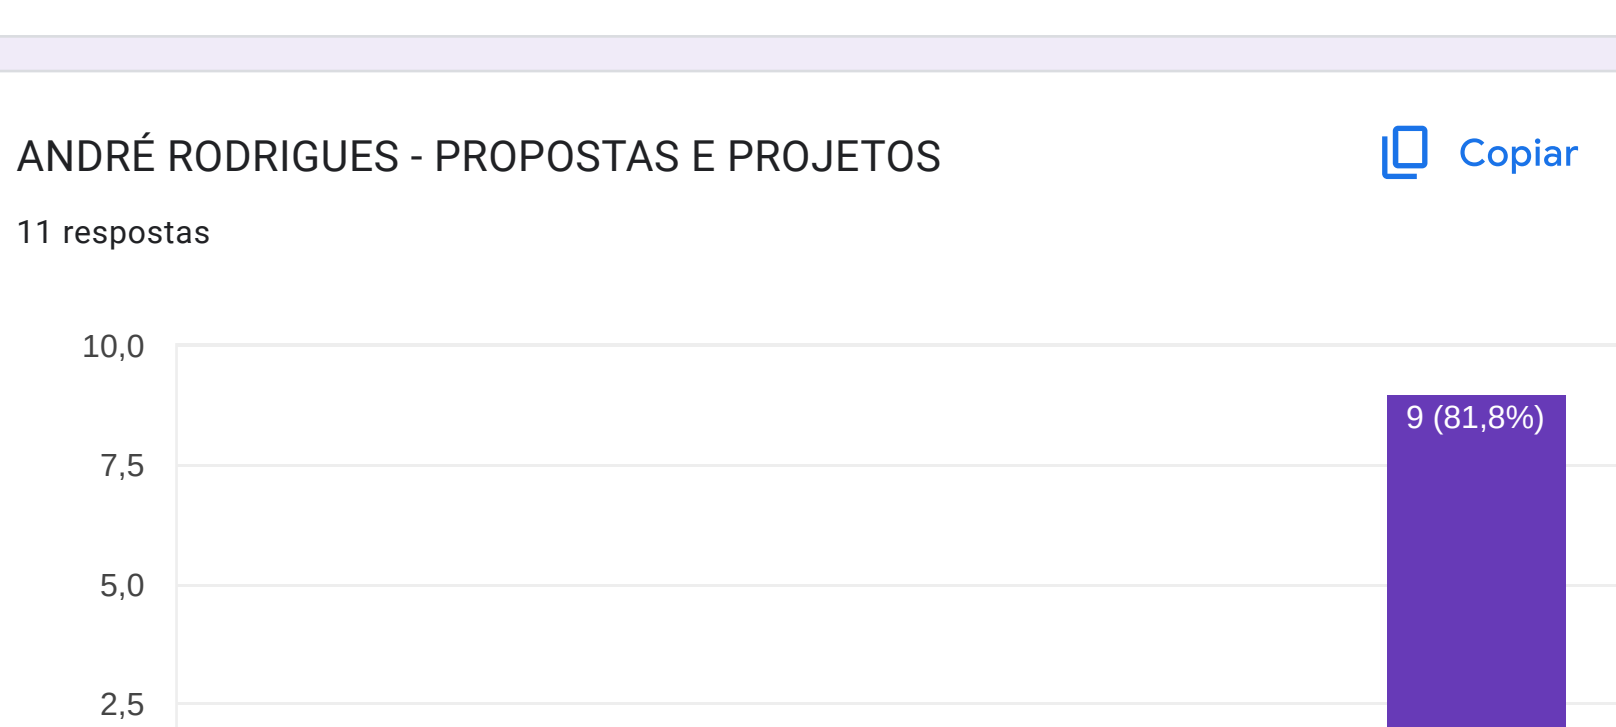 ANDRÉ RODRIGUES - PROPOSTAS E PROJETOS
Copiar
11 respostas
10,0
9 (81,8%)
7,5
5,0
2,5